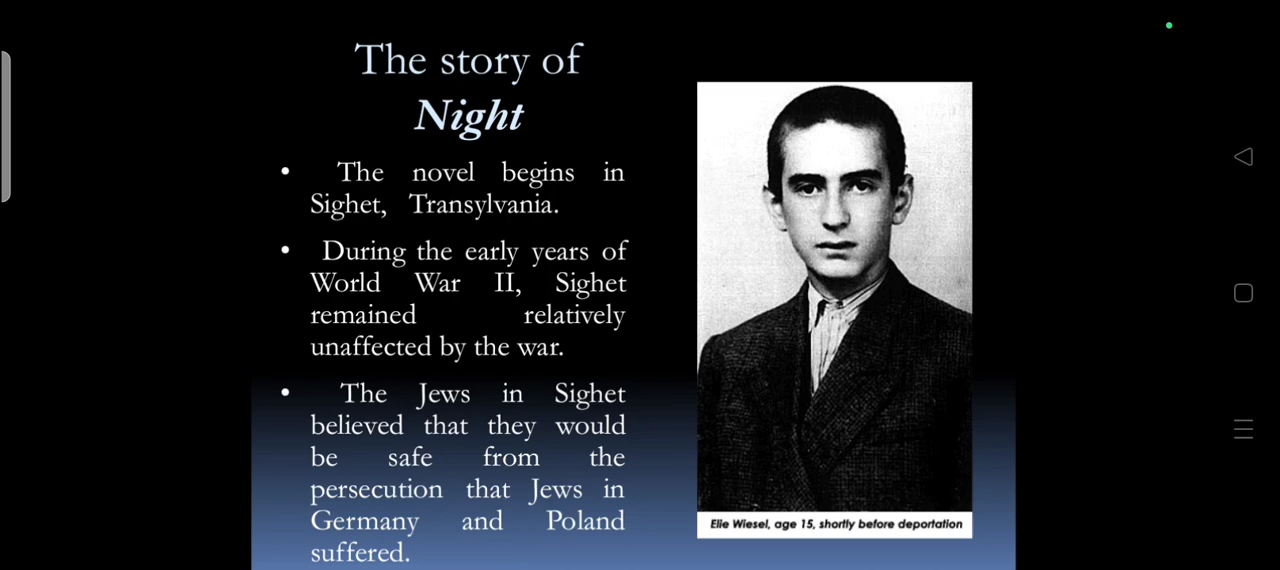 The story of
Night
• The novel begins in
Sighet, Transylvania.
• During the early years of
World War II, Sighet
remained relatively
unaffected by the war.
• The Jews in Sighet
believed that they would
be safe from the
persecution that Jews in
Germany and Poland
suffered.
Elie Wiesel, age 15, shortly before deportation